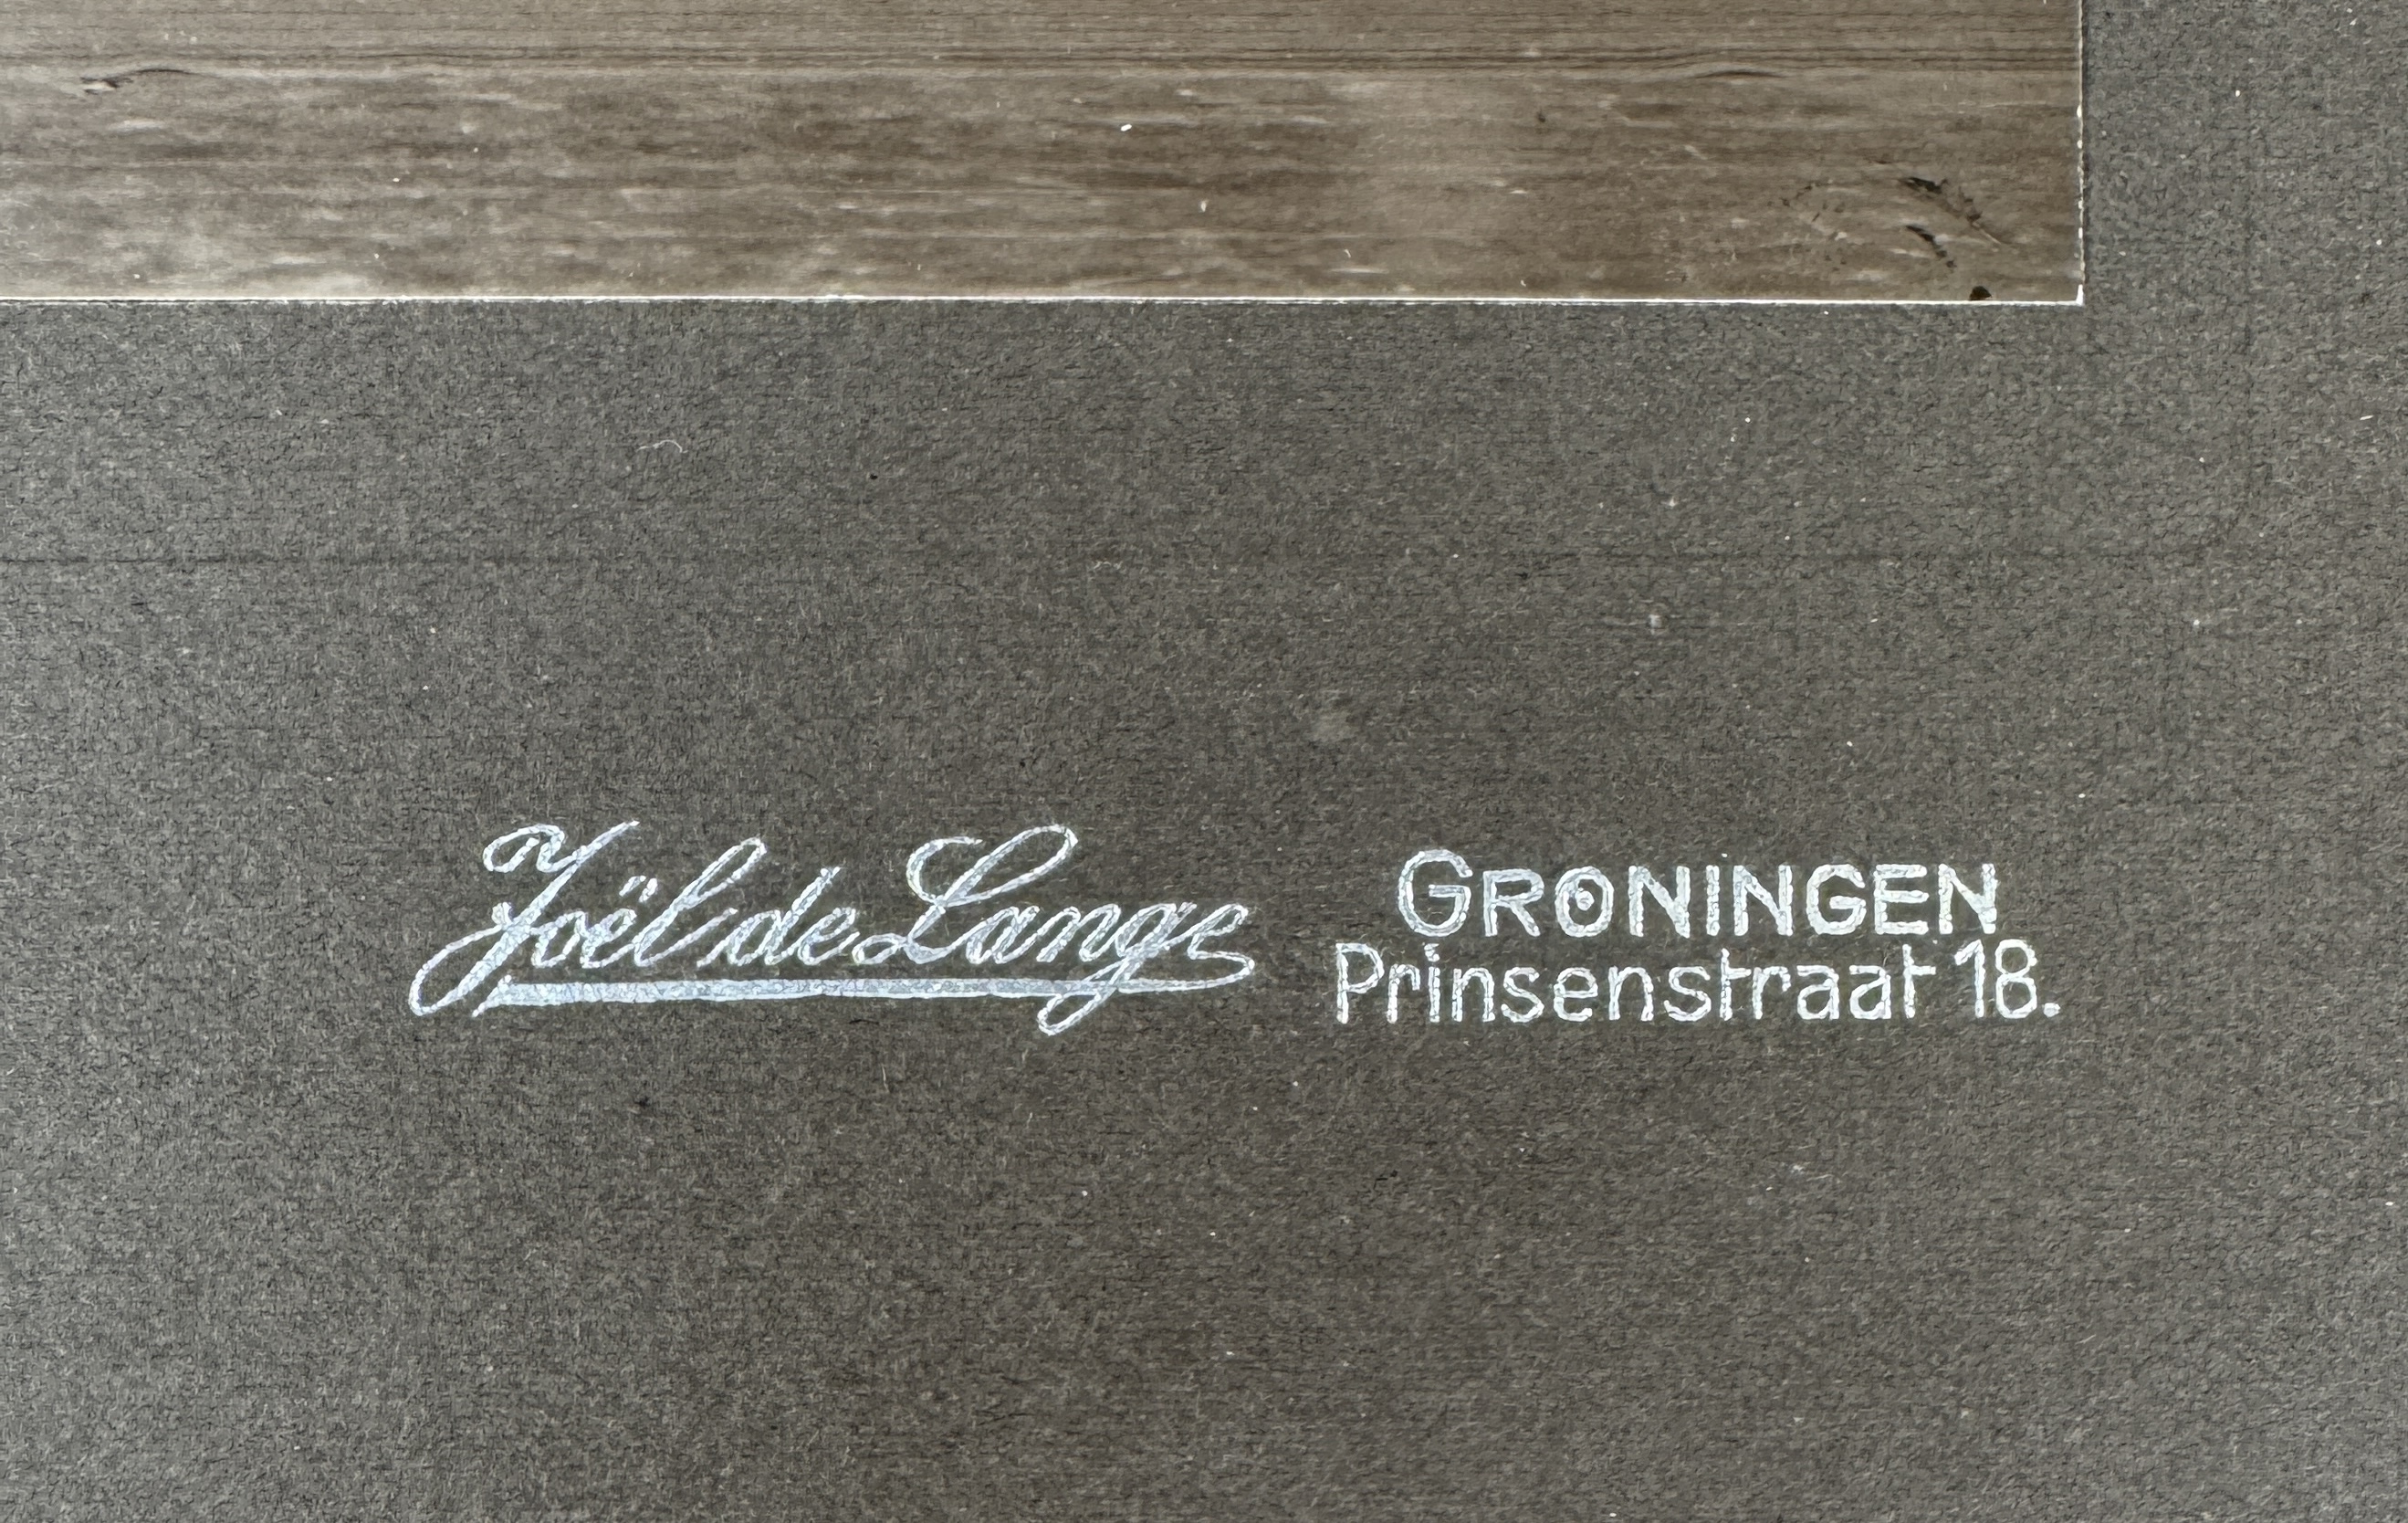 Joël de Lange
GRONINGEN
Prinsenstraat 18.